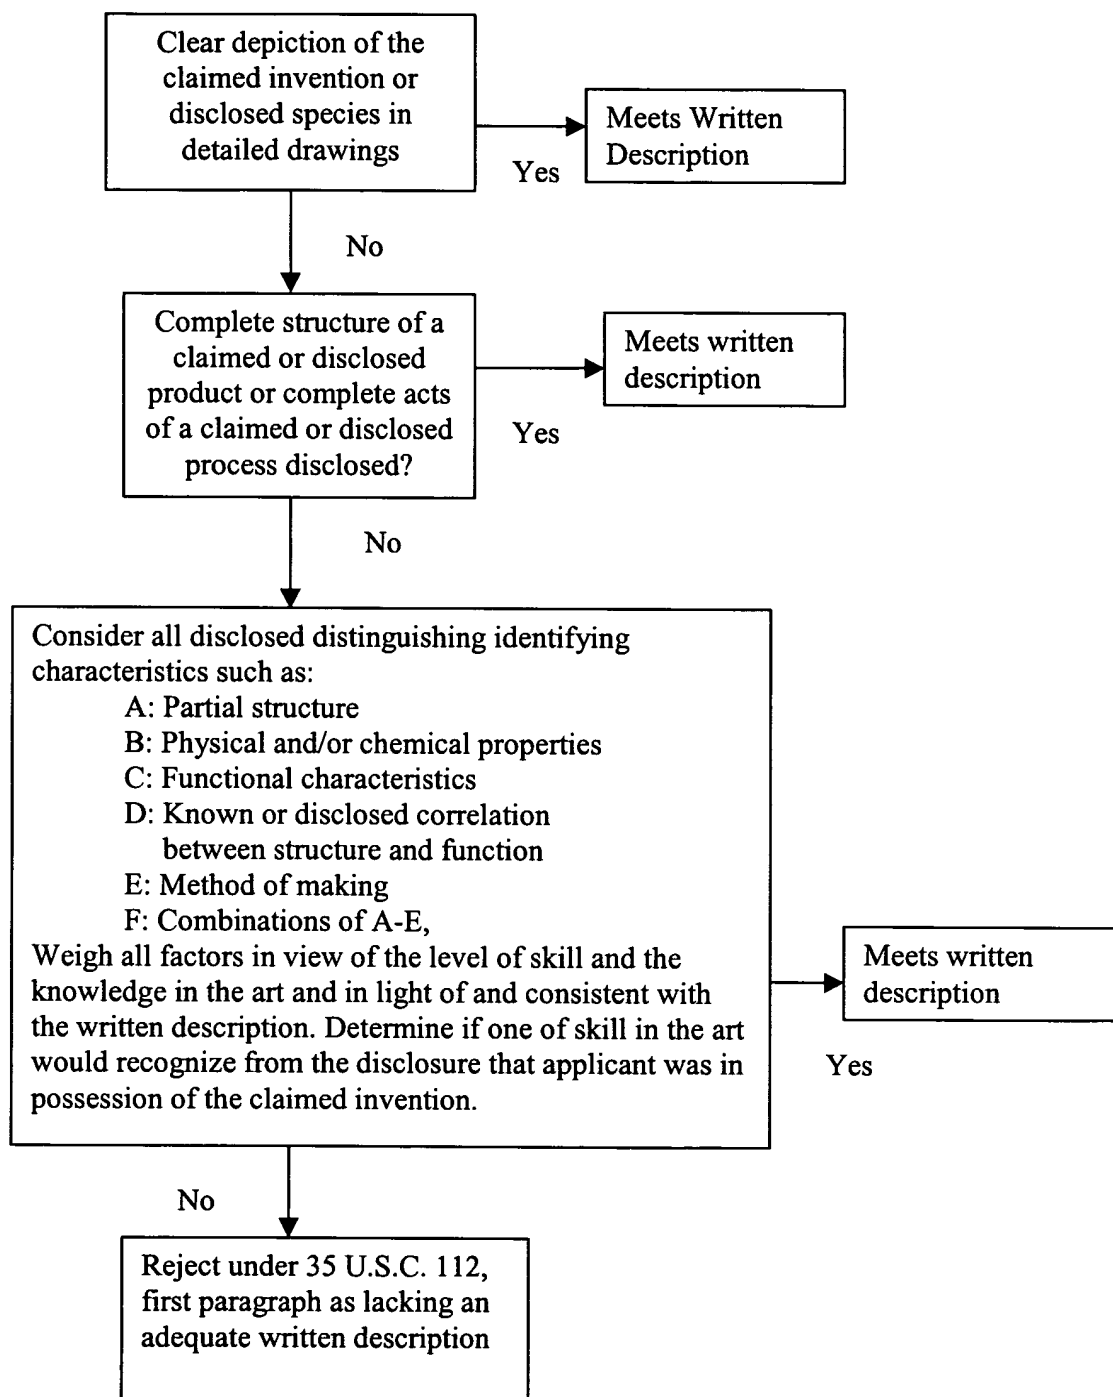 Clear depiction of the
claimed invention or
disclosed species in
detailed drawings
Meets Written
Description
Yes
No
Complete structure of a
claimed or disclosed
product or complete acts
of a claimed or disclosed
process disclosed?
Meets written
description
Yes
No
Consider all disclosed distinguishing identifying
characteristics such as:
A: Partial structure
B: Physical and/or chemical properties
C: Functional characteristics
D: Known or disclosed correlation
between structure and function
E: Method of making
F: Combinations of A-E,
Weigh all factors in view of the level of skill and the
knowledge in the art and in light of and consistent with
the written description. Determine if one of skill in the art
would recognize from the disclosure that applicant was in
possession of the claimed invention.
Meets written
description
Yes
No
Reject under 35 U.S.C. 112,
first paragraph as lacking an
adequate written description